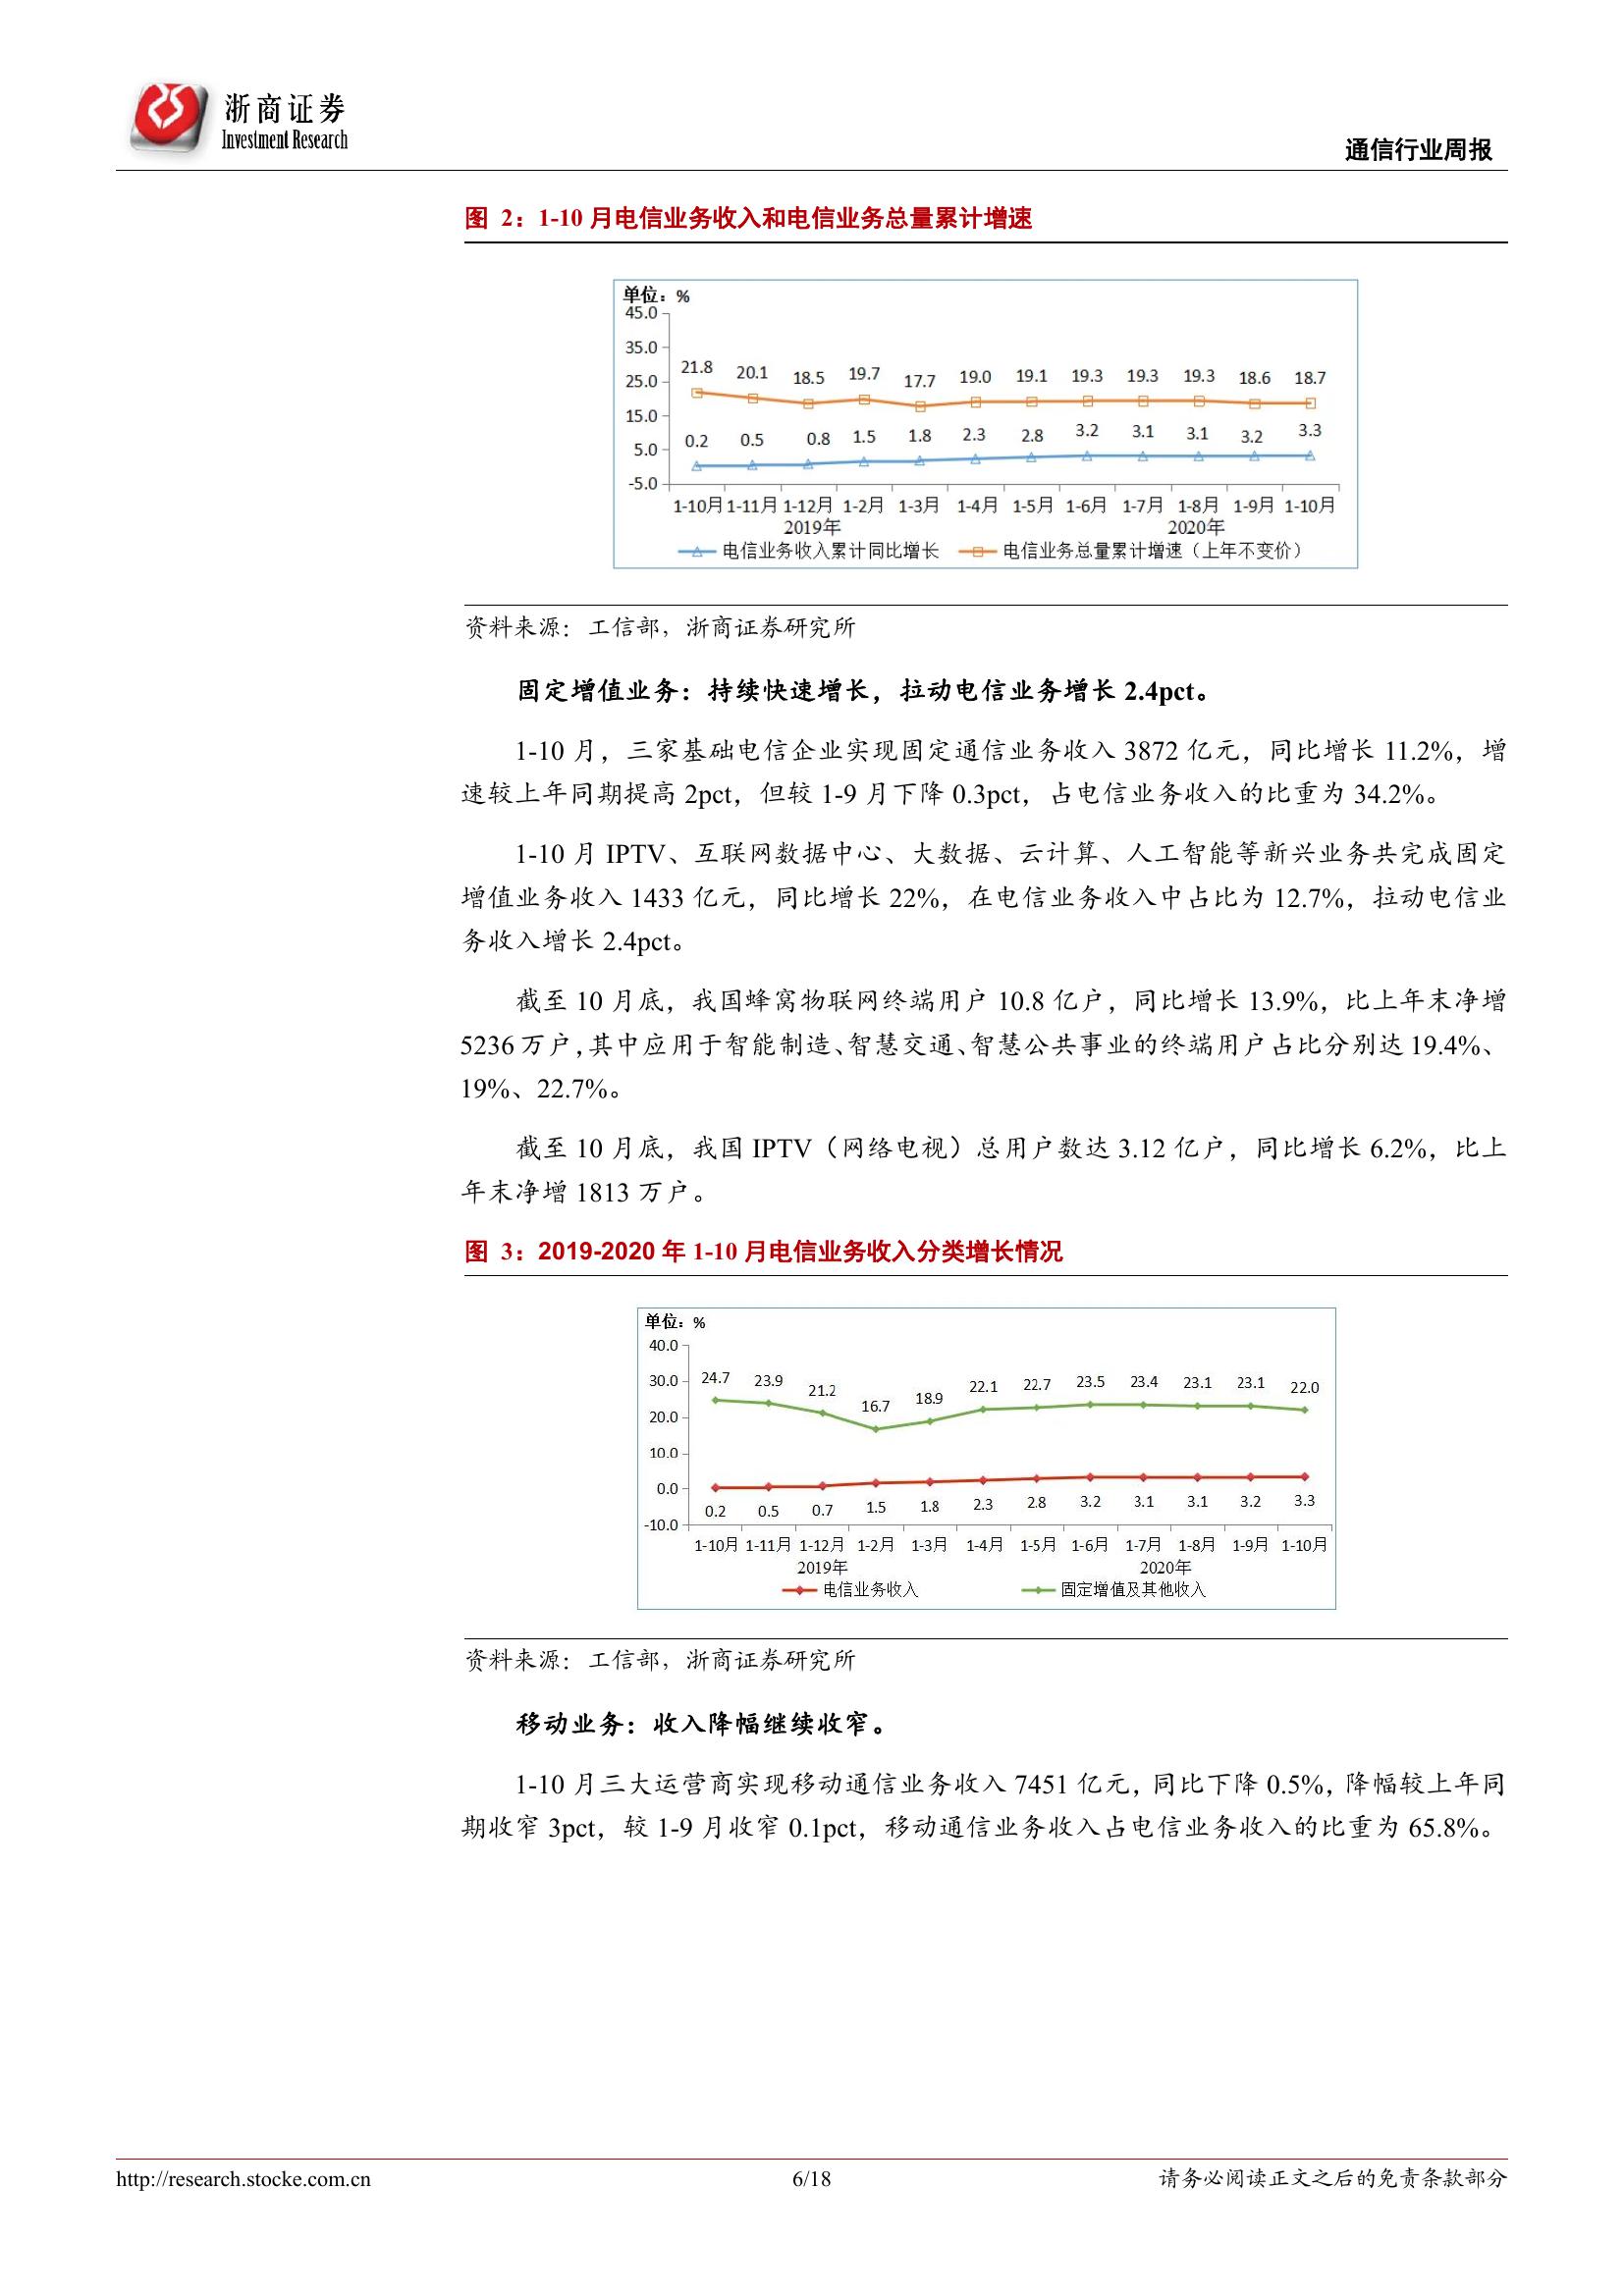 浙商证券
Investment Research
通信行业周报
图 2：1-10 月电信业务收入和电信业务总量累计增速
单位：%
45.0
35.0
25.0
15.0
5.0
-5.0
21.8 20.1 18.5 19.7 17.7 19.0 19.1 19.3 19.3 19.3 18.6 18.7
0.2 0.5 0.8 1.5 1.8 2.3 2.8 3.2 3.1 3.1 3.2 3.3
1-10月 1-11月 1-12月 1-2月 1-3月 1-4月 1-5月 1-6月 1-7月 1-8月 1-9月 1-10月
2019年 2020年
电信业务收入累计同比增长 电信业务总量累计增速（上年不变价）
资料来源：工信部，浙商证券研究所
固定增值业务：持续快速增长，拉动电信业务增长 2.4pct。
1-10 月，三家基础电信企业实现固定通信业务收入 3872 亿元，同比增长 11.2%，增
速较上年同期提高 2pct，但较 1-9 月下降 0.3pct，占电信业务收入的比重为 34.2%。
1-10 月 IPTV、互联网数据中心、大数据、云计算、人工智能等新兴业务共完成固定
增值业务收入 1433 亿元，同比增长 22%，在电信业务收入中占比为 12.7%，拉动电信业
务收入增长 2.4pct。
截至 10 月底，我国蜂窝物联网终端用户 10.8 亿户，同比增长 13.9%，比上年末净增
5236 万户，其中应用于智能制造、智慧交通、智慧公共事业的终端用户占比分别达 19.4%、
19%、22.7%。
截至 10 月底，我国 IPTV（网络电视）总用户数达 3.12 亿户，同比增长 6.2%，比上
年末净增 1813 万户。
图 3：2019-2020 年 1-10 月电信业务收入分类增长情况
单位：%
40.0
30.0
20.0
10.0
0.0
-10.0
24.7 23.9 21.2 16.7 18.9 22.1 22.7 23.5 23.4 23.1 23.1 22.0
0.2 0.5 0.7 1.5 1.8 2.3 2.8 3.2 3.1 3.1 3.2 3.3
1-10月 1-11月 1-12月 1-2月 1-3月 1-4月 1-5月 1-6月 1-7月 1-8月 1-9月 1-10月
2019年 2020年
电信业务收入 固定增值及其他收入
资料来源：工信部，浙商证券研究所
移动业务：收入降幅继续收窄。
1-10 月三大运营商实现移动通信业务收入 7451 亿元，同比下降 0.5%，降幅较上年同
期收窄 3pct，较 1-9 月收窄 0.1pct，移动通信业务收入占电信业务收入的比重为 65.8%。
http://research.stocke.com.cn 6/18 请务必阅读正文之后的免责条款部分